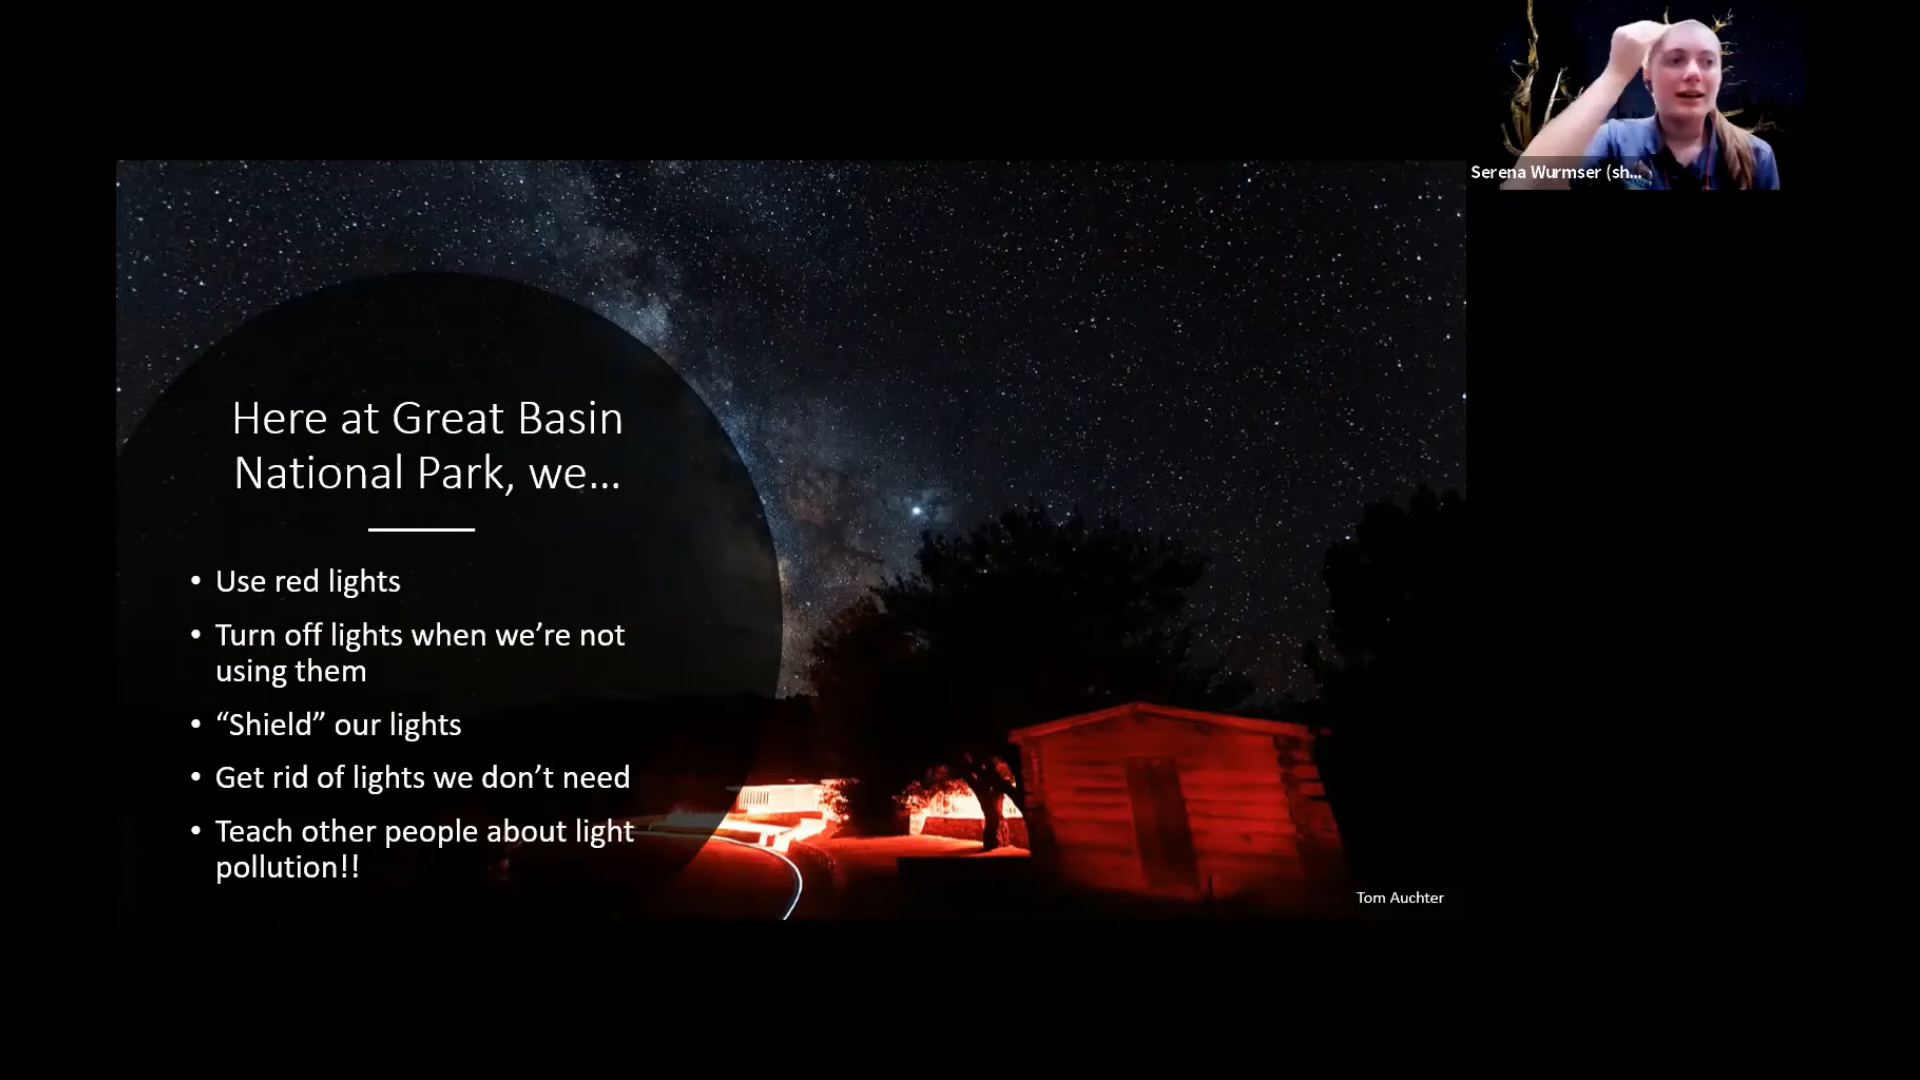 Serena Wurmser (sh...
Here at Great Basin
National Park, we...
• Use red lights
• Turn off lights when we’re not
using them
• “Shield” our lights
• Get rid of lights we don’t need
• Teach other people about light
pollution!!
Tom Auchter